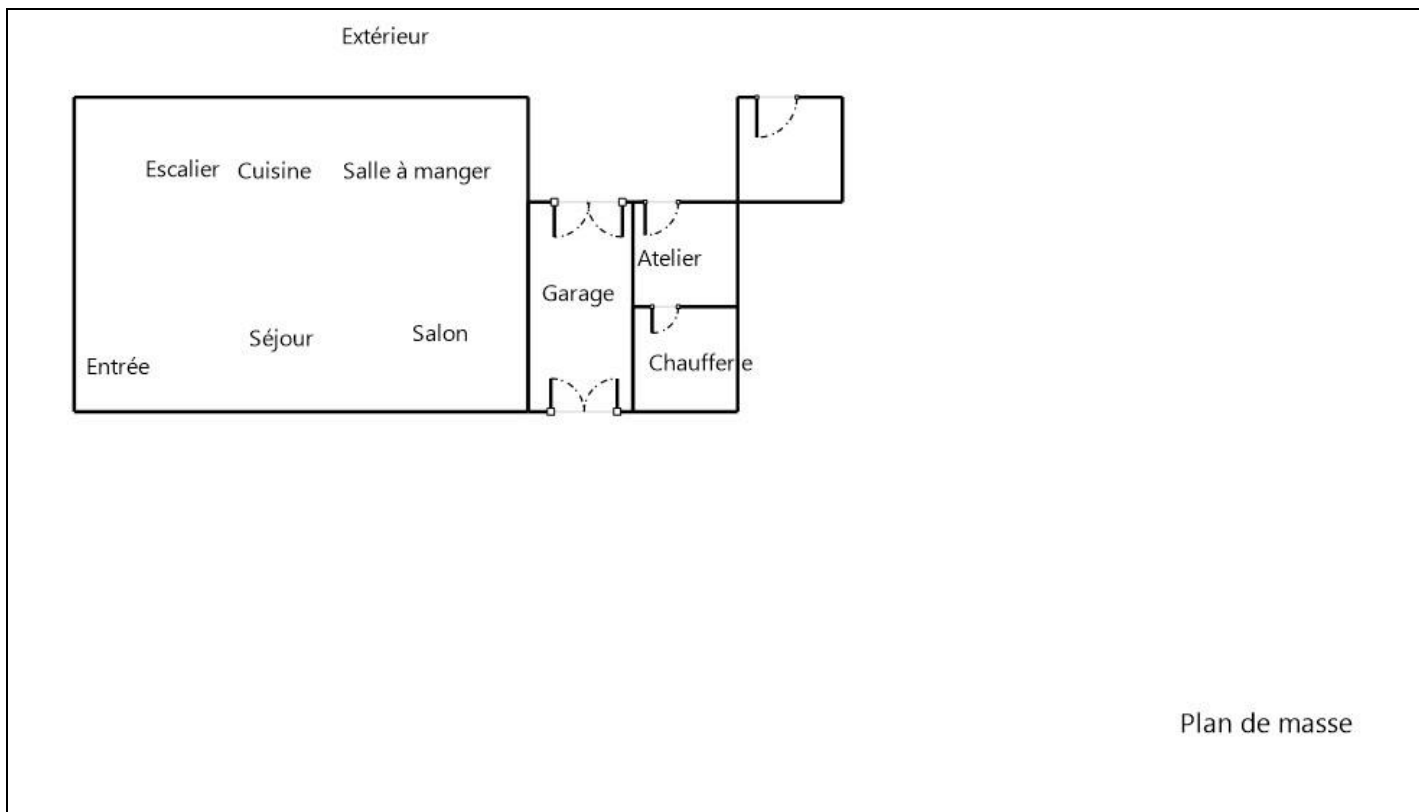 Extérieur
Escalier
Cuisine
Salle à manger
Atelier
Garage
Séjour
Salon
Entrée
Chaufferie
Plan de masse